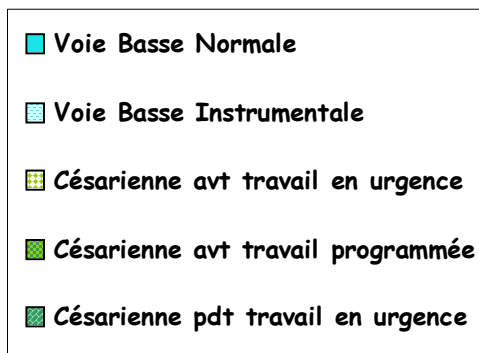 Voie Basse Normale
Voie Basse Instrumentale
Césarienne avt travail en urgence
Césarienne avt travail programmée
Césarienne pdt travail en urgence